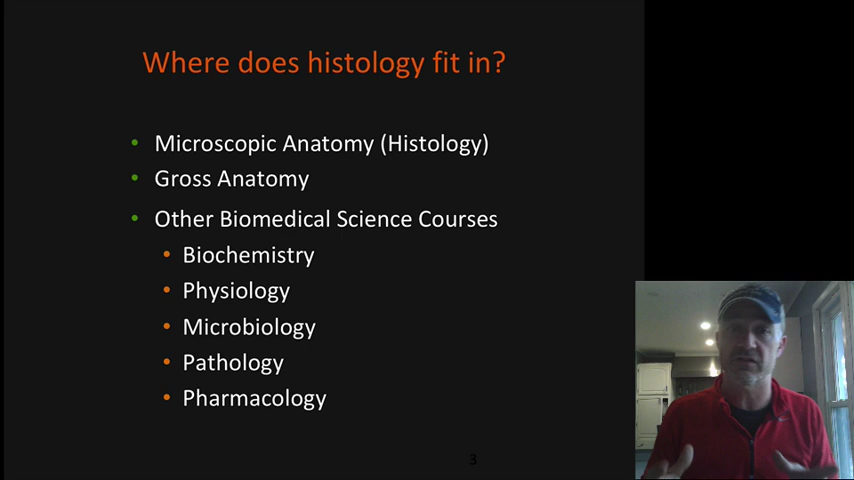 Where does histology fit in?
• Microscopic Anatomy (Histology)
• Gross Anatomy
• Other Biomedical Science Courses
• Biochemistry
• Physiology
• Microbiology
• Pathology
• Pharmacology
3